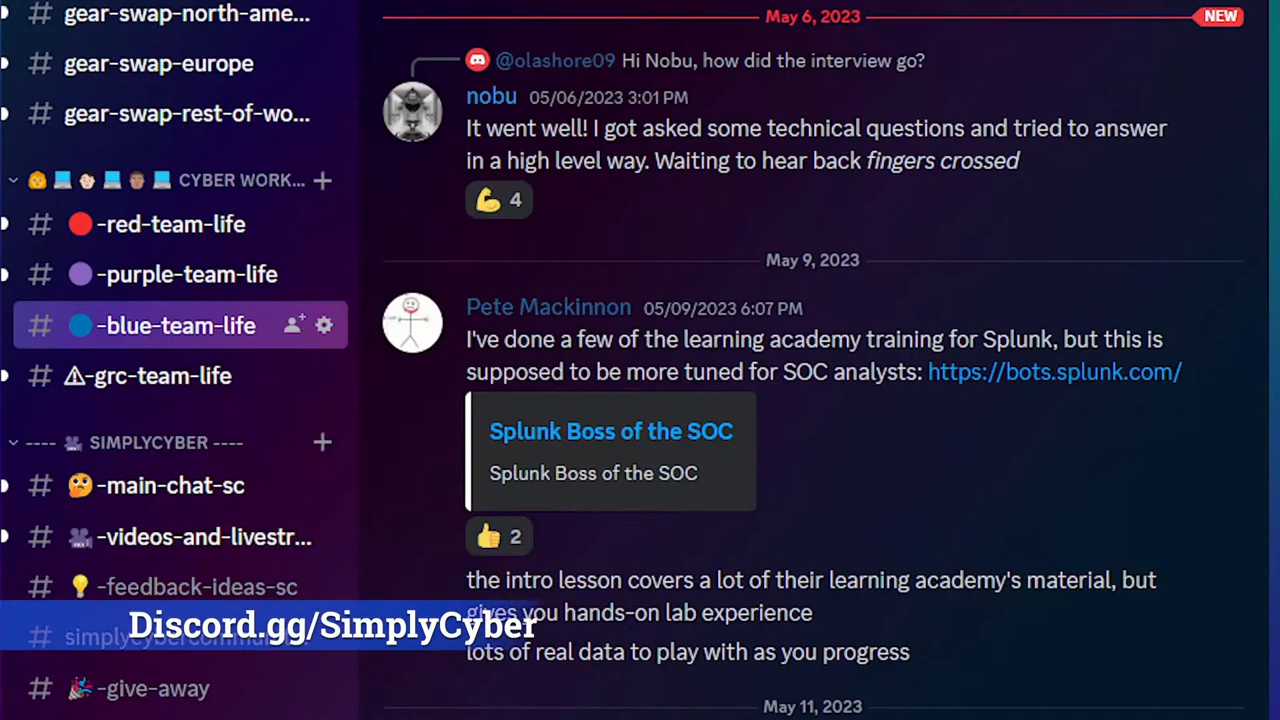 # gear-swap-north-ame...
# gear-swap-europe
# gear-swap-rest-of-wo...
CYBER WORK... +
# 🔴-red-team-life
# 🟣-purple-team-life
# 🔵-blue-team-life
# ⚠-grc-team-life
---- 🎥 SIMPLYCYBER ---- +
# 🤔-main-chat-sc
# 🎥-videos-and-livestr...
# 💡-feedback-ideas-sc
Discord.gg/SimplyCyber
# 🎉-give-away
May 6, 2023 NEW
@olashore09 Hi Nobu, how did the interview go?
nobu 05/06/2023 3:01 PM
It went well! I got asked some technical questions and tried to answer
in a high level way. Waiting to hear back fingers crossed
💪 4
May 9, 2023
Pete Mackinnon 05/09/2023 6:07 PM
I've done a few of the learning academy training for Splunk, but this is
supposed to be more tuned for SOC analysts: https://bots.splunk.com/
Splunk Boss of the SOC
Splunk Boss of the SOC
👍 2
the intro lesson covers a lot of their learning academy's material, but
gives you hands-on lab experience
lots of real data to play with as you progress
May 11, 2023